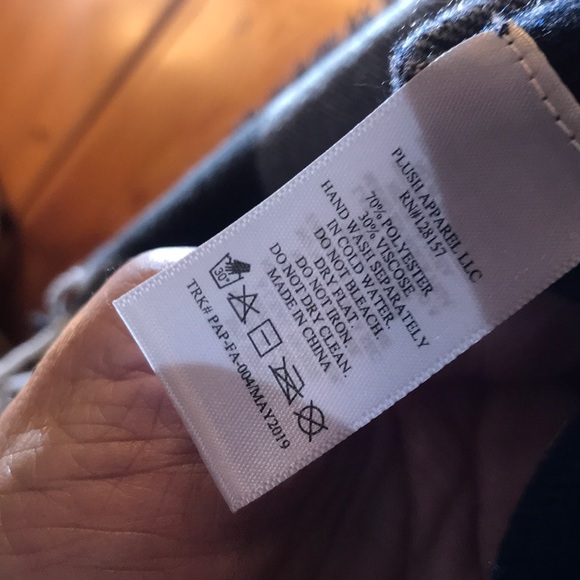 PLUSH APPAREL LLC
RN#128157
70% POLYESTER
30% VISCOSE
HAND WASH SEPARATELY
IN COLD WATER.
DO NOT BLEACH.
DRY FLAT.
DO NOT IRON.
DO NOT DRY CLEAN.
MADE IN CHINA
30°
TRK# PAP-FA-004/MAY2019